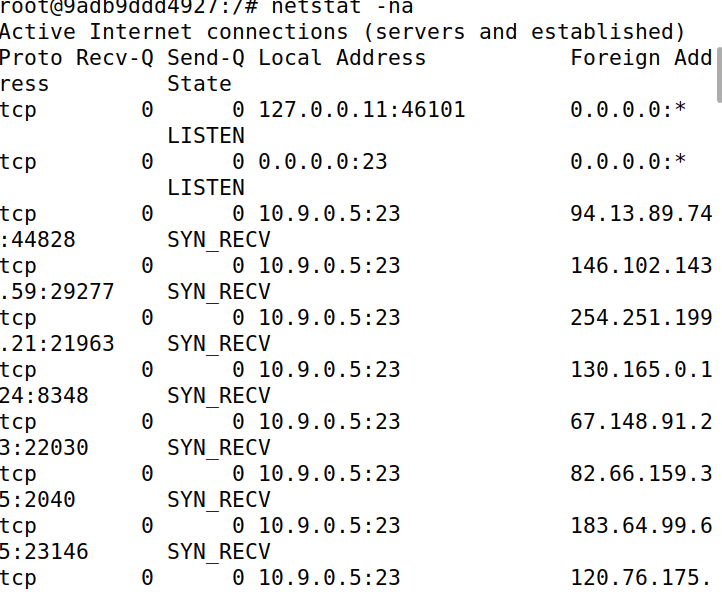 root@9adb9ddd4927:/# netstat -na
Active Internet connections (servers and established)
Proto Recv-Q Send-Q Local Address           Foreign Add
ress         State
tcp        0      0 127.0.0.11:46101        0.0.0.0:*
             LISTEN
tcp        0      0 0.0.0.0:23              0.0.0.0:*
             LISTEN
tcp        0      0 10.9.0.5:23             94.13.89.74
:44828       SYN_RECV
tcp        0      0 10.9.0.5:23             146.102.143
.59:29277    SYN_RECV
tcp        0      0 10.9.0.5:23             254.251.199
.21:21963    SYN_RECV
tcp        0      0 10.9.0.5:23             130.165.0.1
24:8348      SYN_RECV
tcp        0      0 10.9.0.5:23             67.148.91.2
3:22030      SYN_RECV
tcp        0      0 10.9.0.5:23             82.66.159.3
5:2040       SYN_RECV
tcp        0      0 10.9.0.5:23             183.64.99.6
5:23146      SYN_RECV
tcp        0      0 10.9.0.5:23             120.76.175.